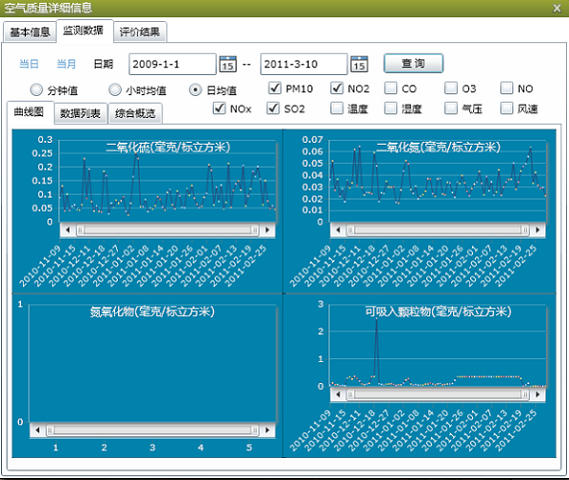 空气质量详细信息
基本信息 监测数据 评价结果
当日 当月 日期 2009-1-1 15 -- 2011-3-10 15 查 询
分钟值 小时均值 日均值 PM10 NO2 CO O3 NO
NOx SO2 温度 湿度 气压 风速
曲线图 数据列表 综合概览
二氧化硫(毫克/标立方米)
0.3
0.25
0.2
0.15
0.1
0.05
0
2010-11-09 2010-11-15 2010-12-11 2010-12-18 2010-12-27 2011-01-02 2011-01-08 2011-01-14 2011-01-20 2011-01-26 2011-02-01 2011-02-07 2011-02-13 2011-02-19 2011-02-25
二氧化氮(毫克/标立方米)
0.07
0.06
0.05
0.04
0.03
0.02
0.01
0
2010-11-09 2010-11-15 2010-12-11 2010-12-18 2010-12-27 2011-01-02 2011-01-08 2011-01-14 2011-01-20 2011-01-26 2011-02-01 2011-02-07 2011-02-13 2011-02-19 2011-02-25
氮氧化物(毫克/标立方米)
1
0
1 2 3 4 5
可吸入颗粒物(毫克/标立方米)
3
2
1
0
2010-11-09 2010-11-15 2010-12-11 2010-12-18 2010-12-27 2011-01-02 2011-01-08 2011-01-14 2011-01-20 2011-01-26 2011-02-01 2011-02-07 2011-02-13 2011-02-19 2011-02-25